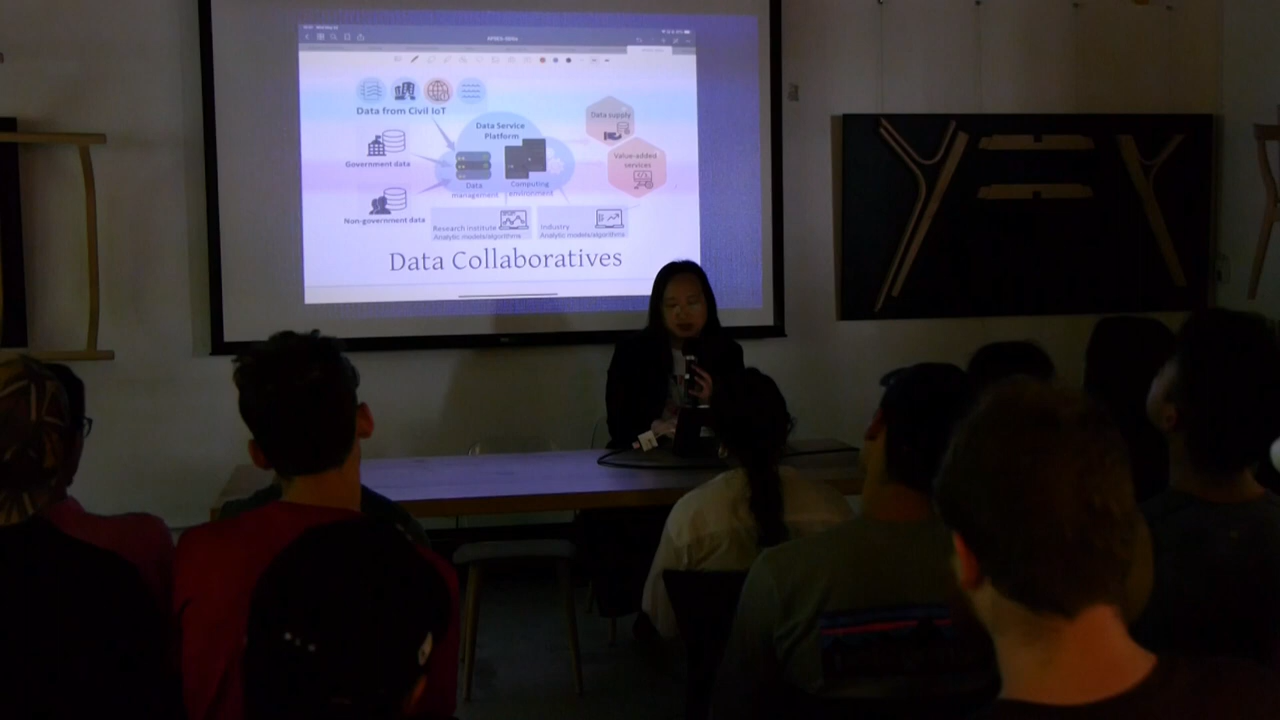 Data from Civil IoT
Data Service
Platform
Data supply
Value-added
services
Government data
Data
management
Computing
environment
Non-government data
Research Institute
Analytic models/algorithms
Industry
Analytic models/algorithms
Data Collaboratives